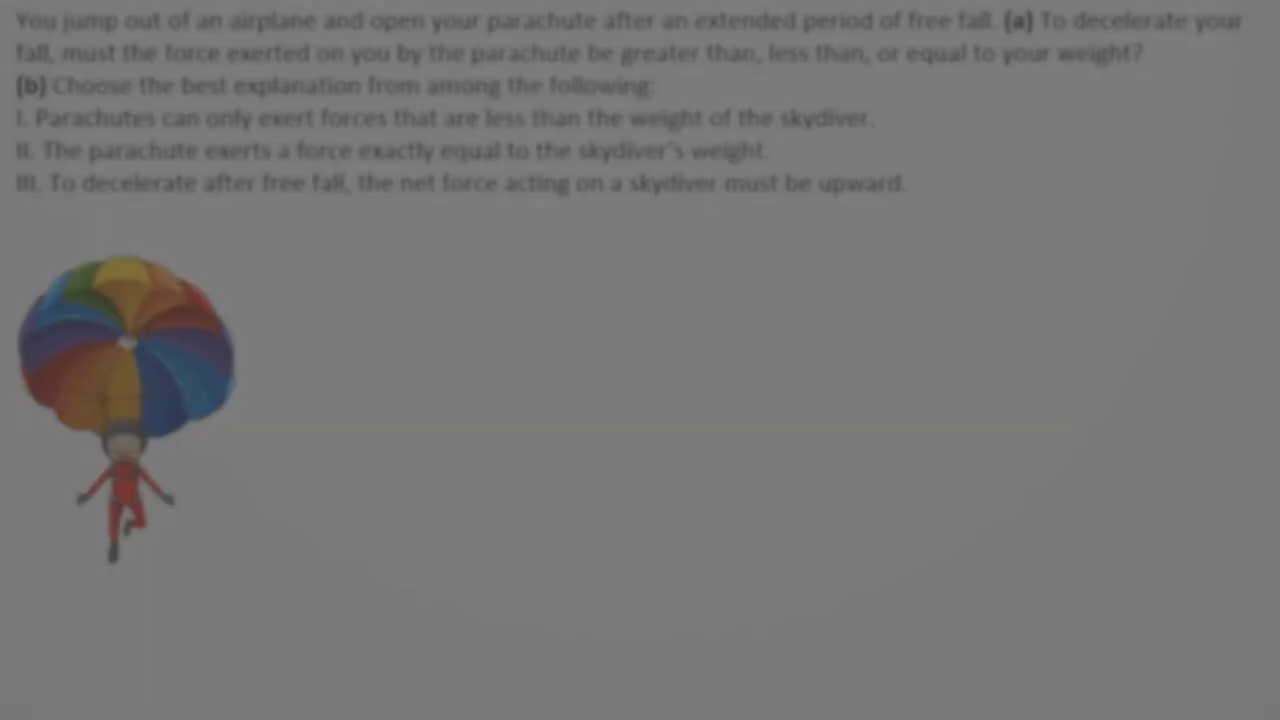 You jump out of an airplane and open your parachute after an extended period of free fall. (a) To decelerate your
fall, must the force exerted on you by the parachute be greater than, less than, or equal to your weight?
(b) Choose the best explanation from among the following:
I. Parachutes can only exert forces that are less than the weight of the skydiver.
II. The parachute exerts a force exactly equal to the skydiver's weight.
III. To decelerate after free fall, the net force acting on a skydiver must be upward.